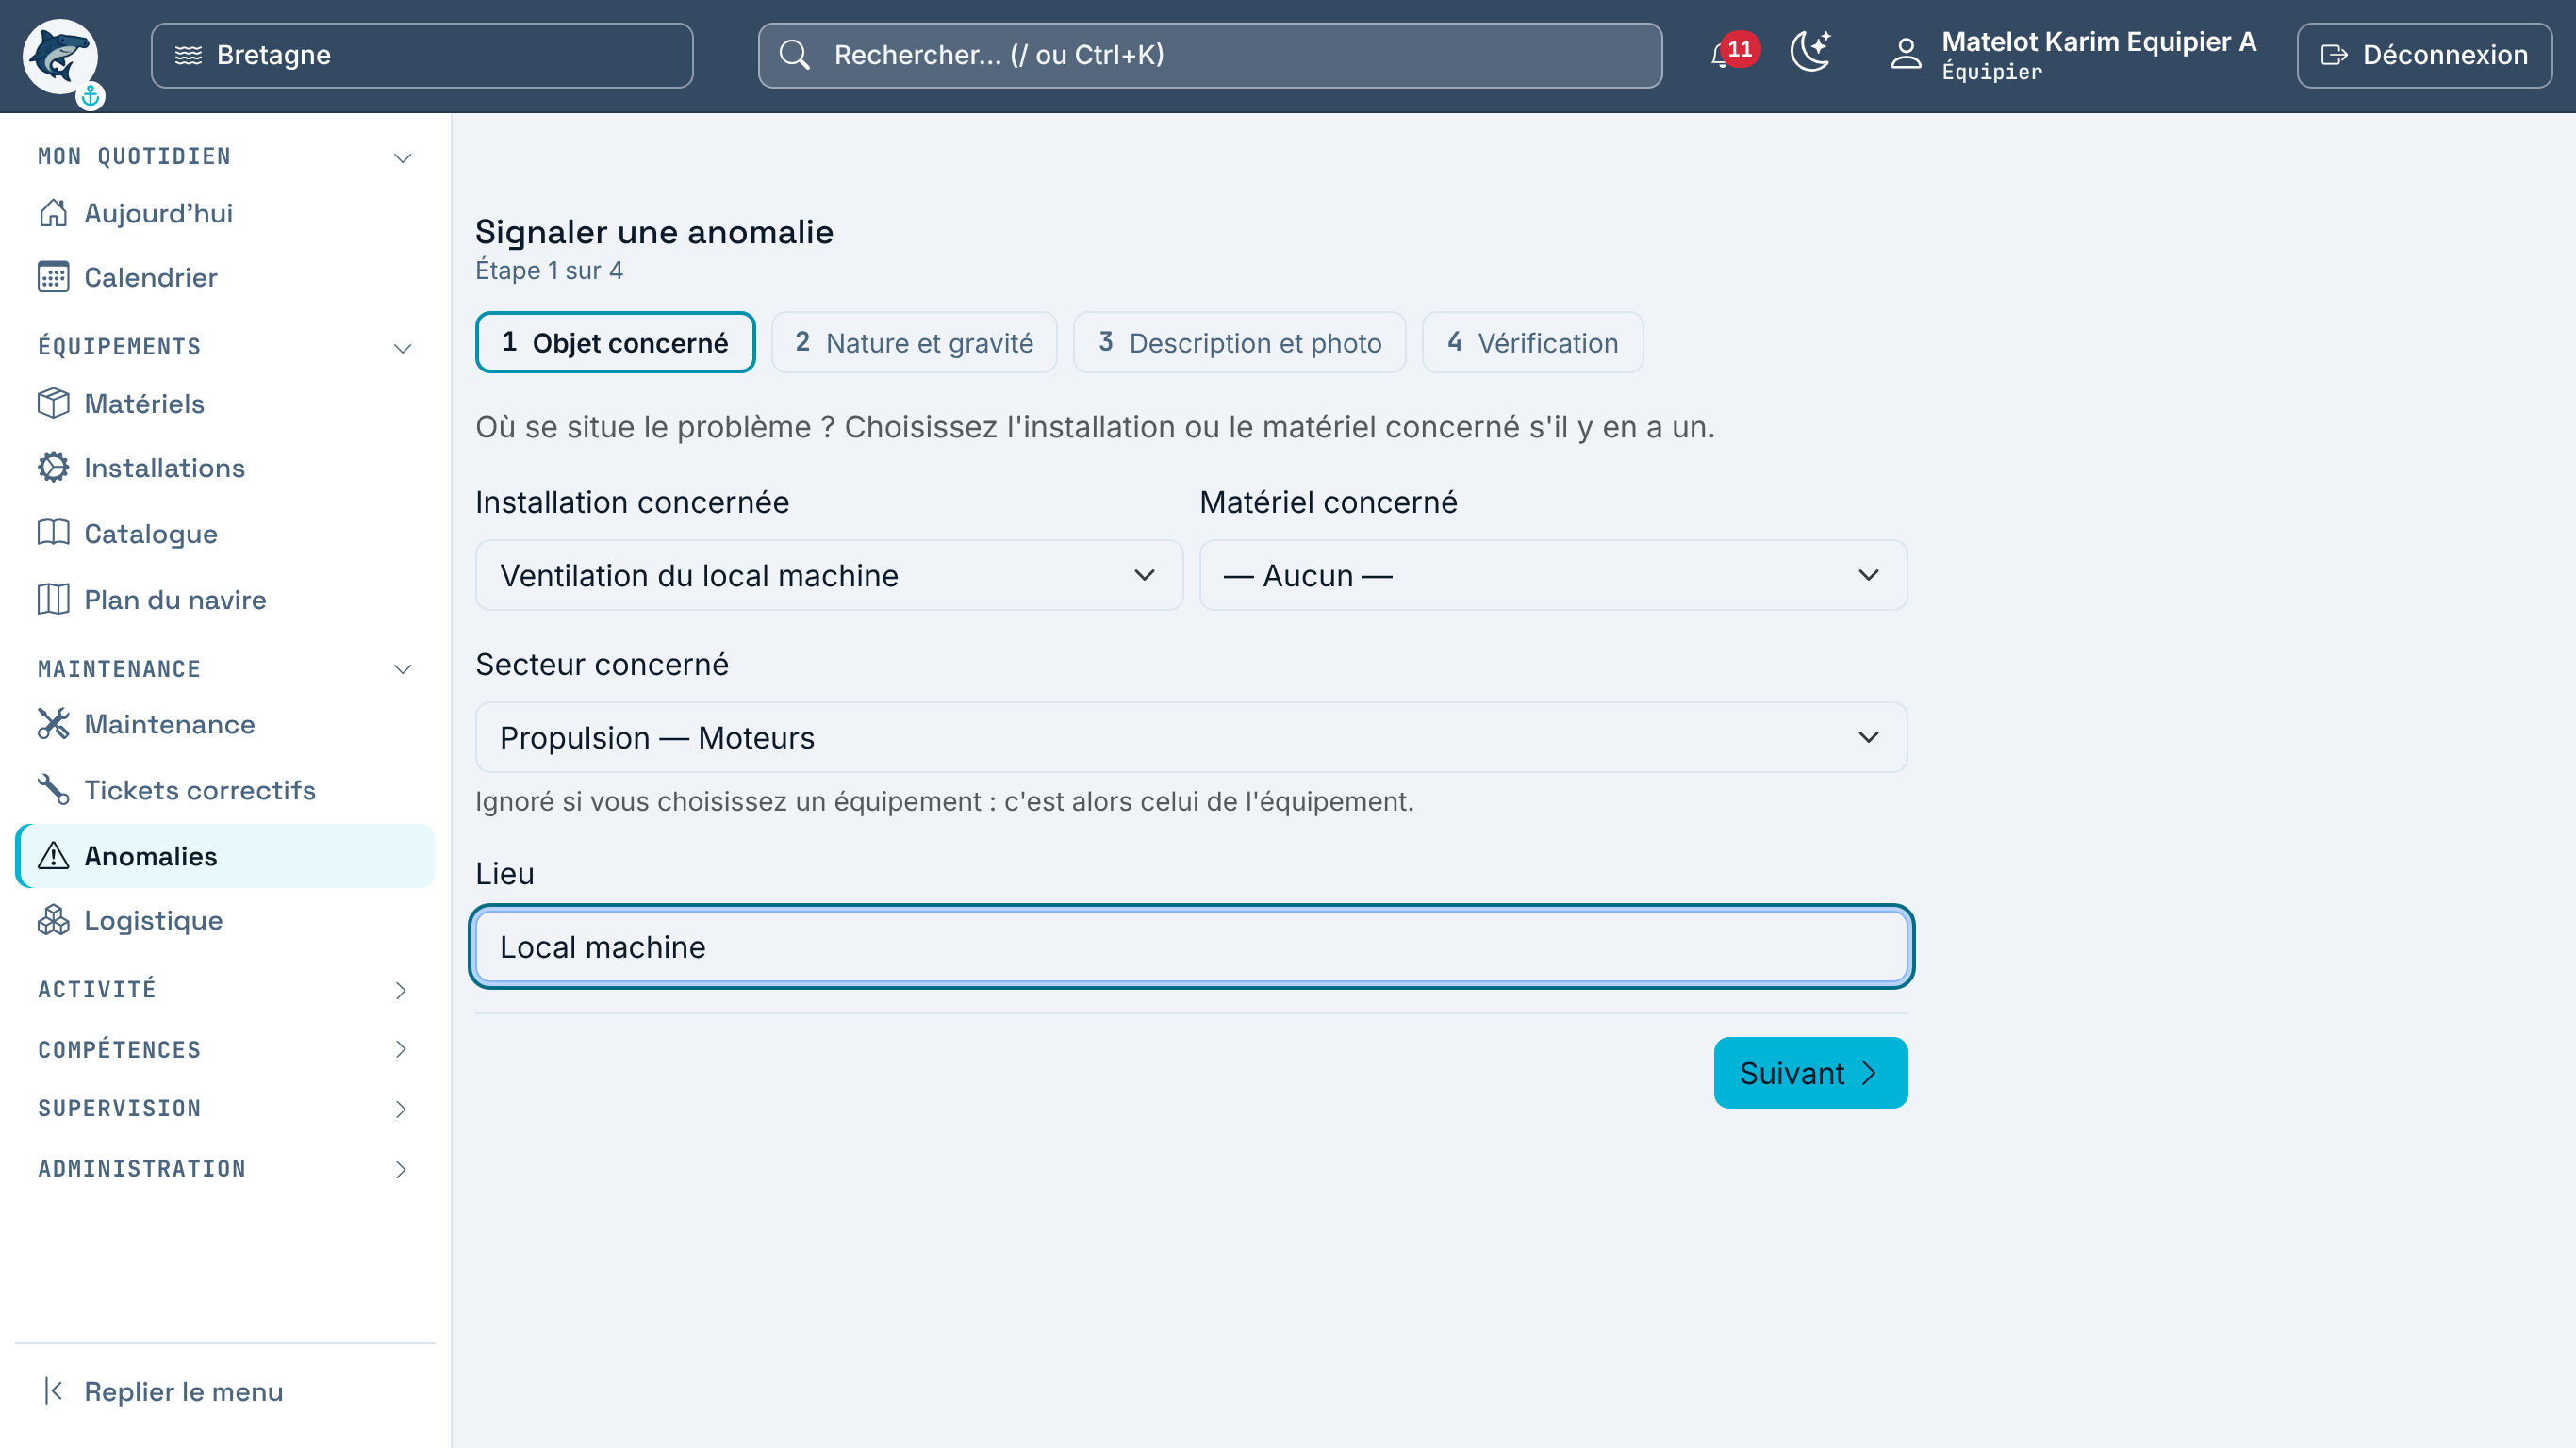 Bretagne
Rechercher... (/ ou Ctrl+K)
11
Matelot Karim Equipier A
Équipier
Déconnexion
MON QUOTIDIEN
Aujourd'hui
Calendrier
ÉQUIPEMENTS
Matériels
Installations
Catalogue
Plan du navire
MAINTENANCE
Maintenance
Tickets correctifs
Anomalies
Logistique
ACTIVITÉ
COMPÉTENCES
SUPERVISION
ADMINISTRATION
Replier le menu
Signaler une anomalie
Étape 1 sur 4
1 Objet concerné
2 Nature et gravité
3 Description et photo
4 Vérification
Où se situe le problème ? Choisissez l'installation ou le matériel concerné s'il y en a un.
Installation concernée
Ventilation du local machine
Matériel concerné
— Aucun —
Secteur concerné
Propulsion — Moteurs
Ignoré si vous choisissez un équipement : c'est alors celui de l'équipement.
Lieu
Local machine
Suivant